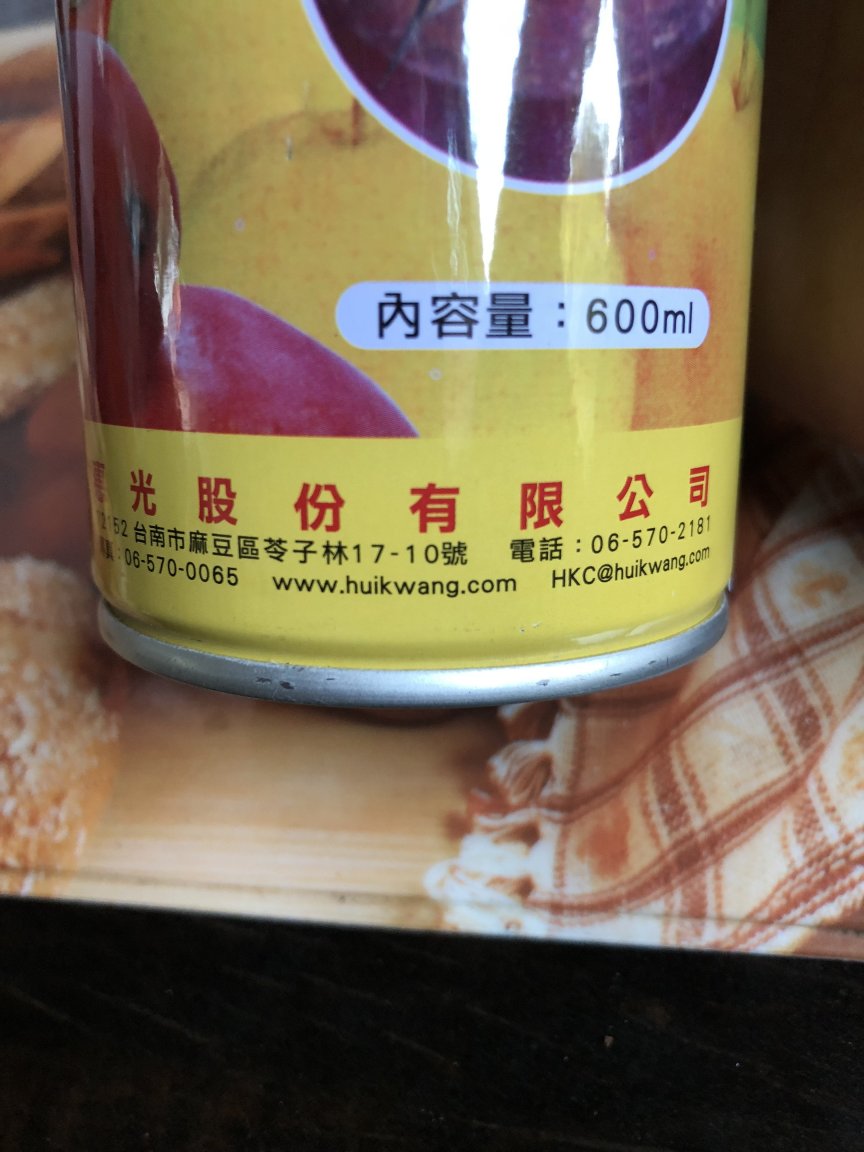 內容量：600ml
光股份有限公司
台南市麻豆區苓子林17-10號 電話：06-570-2181
：06-570-0065 www.huikwang.com HKC@huikwang.com